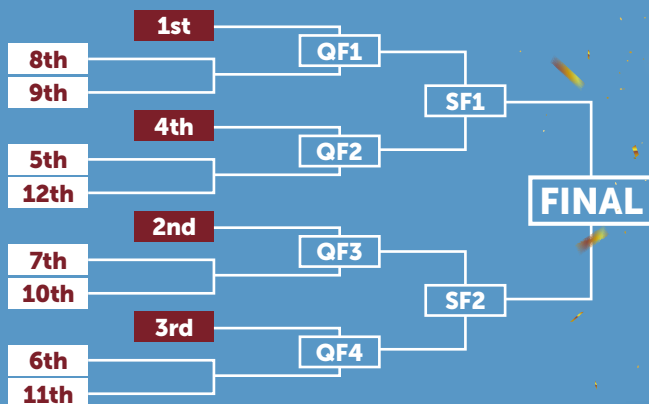 1st
8th
QF1
9th
SF1
4th
5th
QF2
12th
FINAL
2nd
7th
QF3
10th
SF2
3rd
6th
QF4
11th